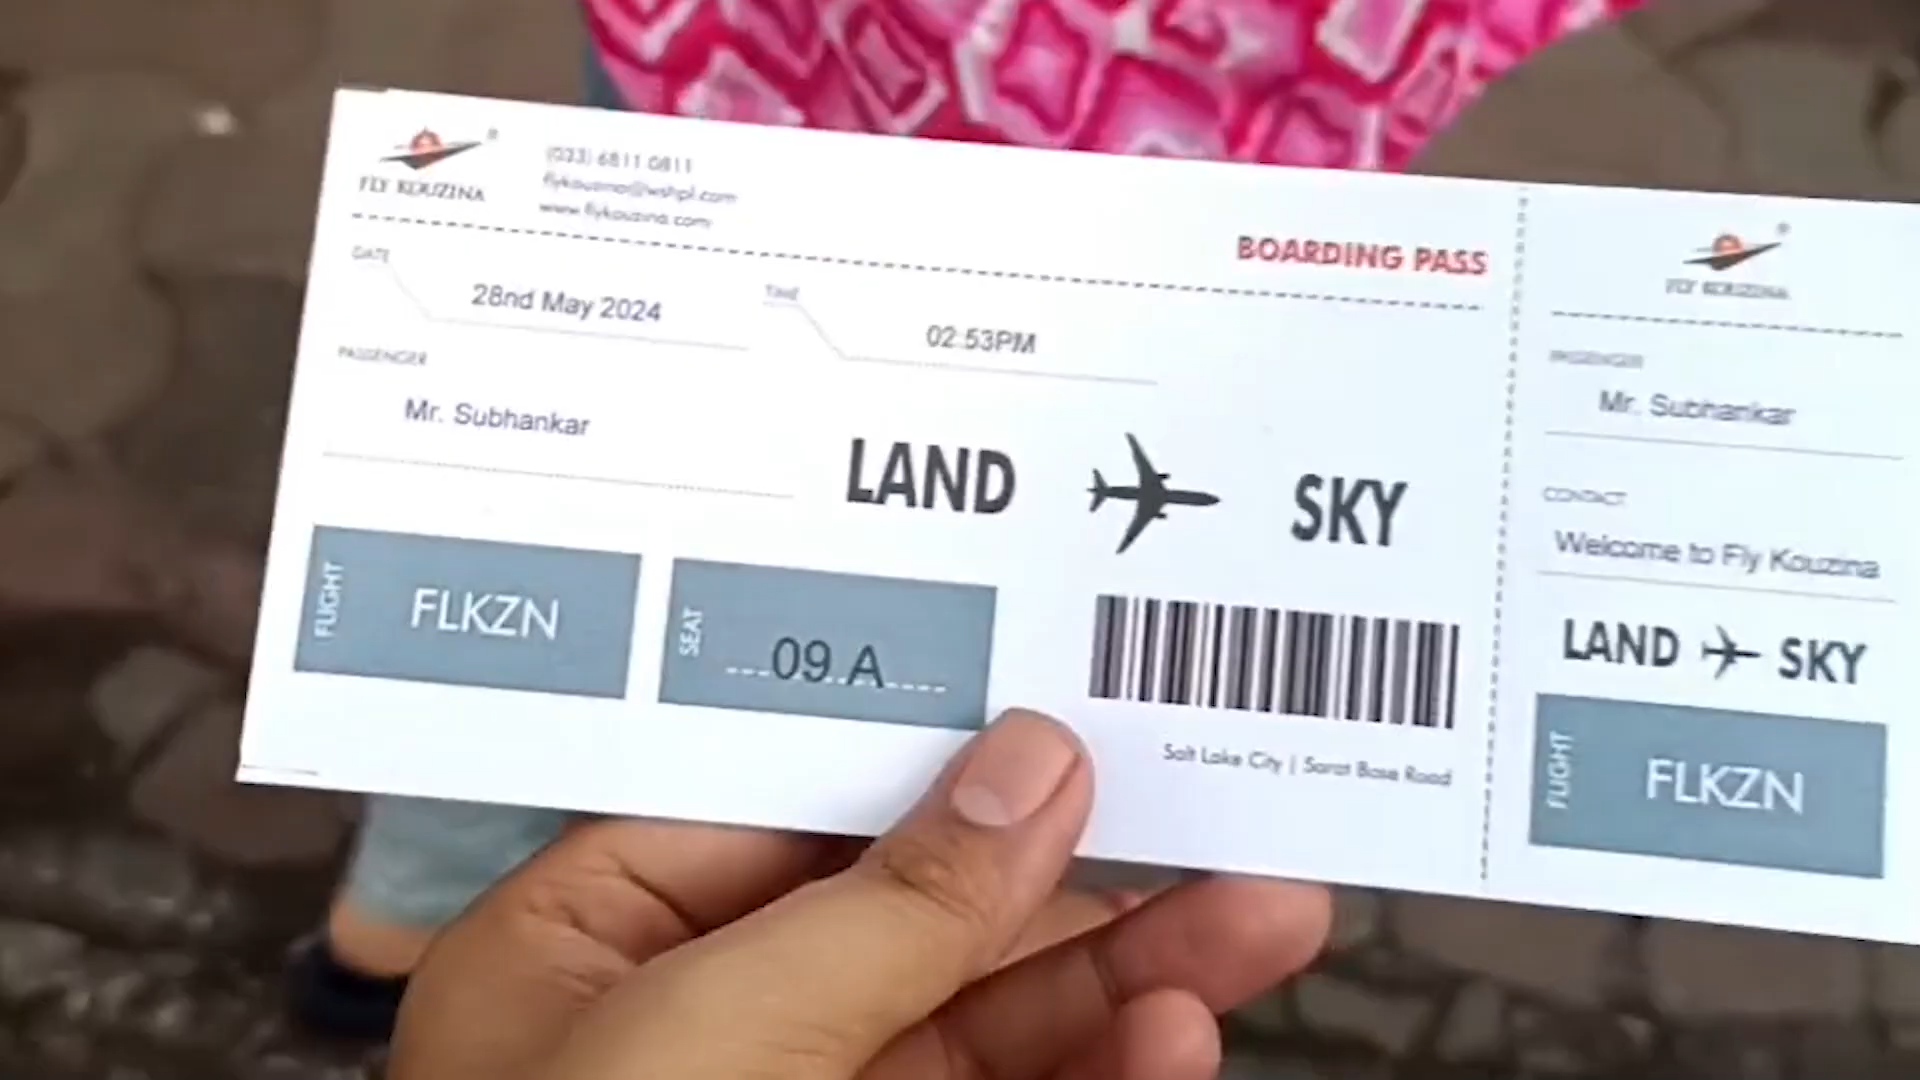 FLY KOUZINA
(033) 6811 0811
flykouzina@wshpl.com
www.flykouzina.com
BOARDING PASS
DATE
28nd May 2024
TIME
02:53PM
PASSENGER
Mr. Subhankar
LAND SKY
FLIGHT
FLKZN
SEAT
09 A
Salt Lake City | Sarat Bose Road
FLY KOUZINA
PASSENGER
Mr. Subhankar
CONTACT
Welcome to Fly Kouzina
LAND SKY
FLIGHT
FLKZN